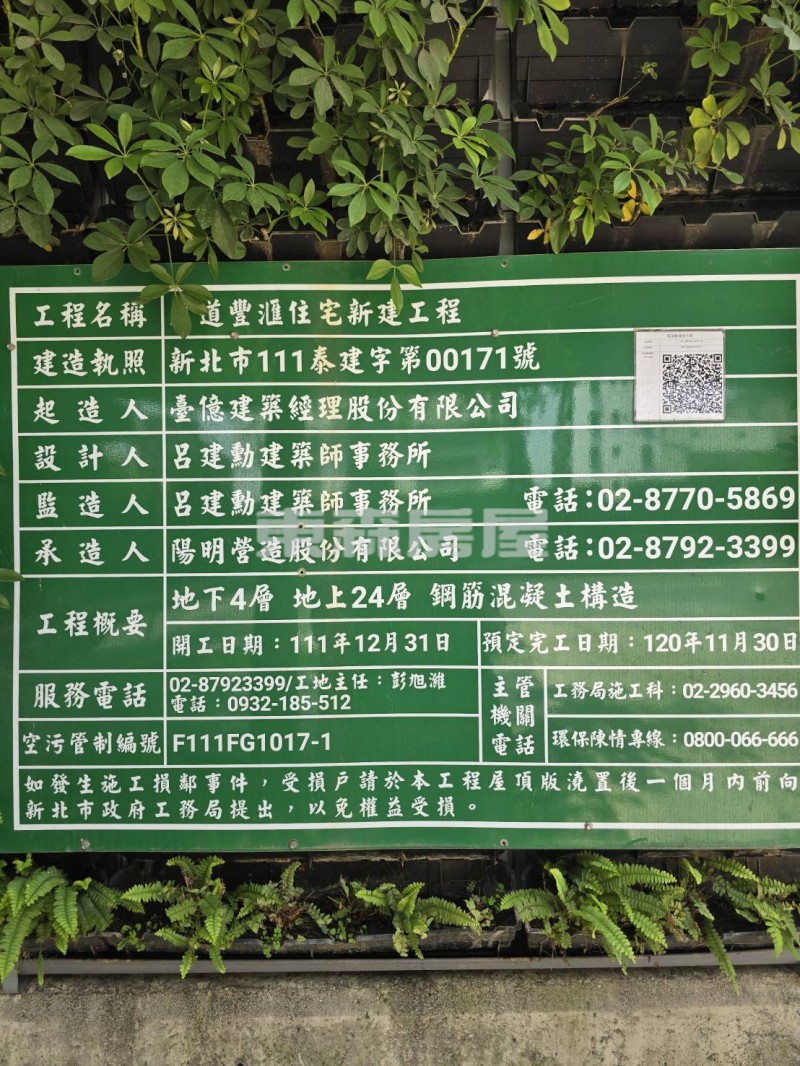 工程名稱 道豐滙住宅新建工程
建造執照 新北市111泰建字第00171號
起造人 臺億建築經理股份有限公司
設計人 呂建勳建築師事務所
監造人 呂建勳建築師事務所 電話：02-8770-5869
承造人 陽明營造股份有限公司 電話：02-8792-3399
東森房屋
工程概要 地下4層 地上24層 鋼筋混凝土構造
開工日期：111年12月31日 預定完工日期：120年11月30日
服務電話 02-87923399/工地主任：彭旭濰
電話：0932-185-512
主管機關電話 工務局施工科：02-2960-3456
空污管制編號 F111FG1017-1 環保陳情專線：0800-066-666
如發生施工損鄰事件，受損戶請於本工程屋頂版澆置後一個月內前向
新北市政府工務局提出，以免權益受損。